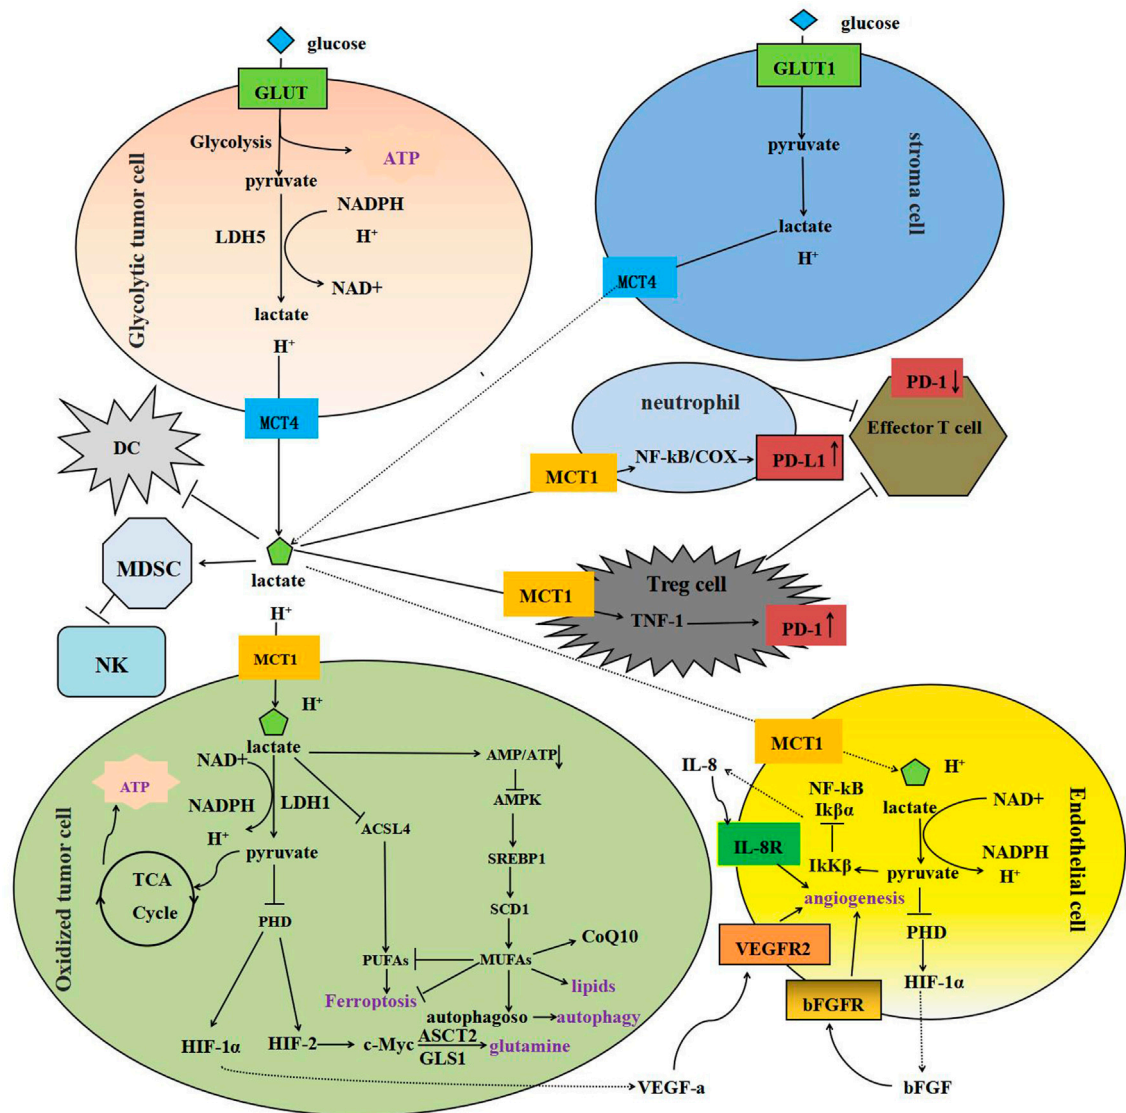 glucose
GLUT
Glycolysis
ATP
pyruvate
NADPH
LDH5
H⁺
NAD+
lactate
H⁺
Glycolytic tumor cell
MCT4
glucose
GLUT1
pyruvate
lactate
H⁺
stroma cell
MCT4
DC
MDSC
NK
lactate
H⁺
neutrophil
MCT1
NF-kB/COX
PD-L1
PD-1
Effector T cell
Treg cell
MCT1
TNF-1
PD-1
MCT1
H⁺
lactate
NAD+
AMP/ATP
ATP
NADPH
LDH1
AMPK
H⁺
ACSL4
pyruvate
SREBP1
TCA
Cycle
SCD1
PHD
CoQ10
PUFAs
MUFAs
lipids
Ferroptosis
autophagoso
autophagy
HIF-1α
HIF-2
c-Myc
ASCT2
GLS1
glutamine
Oxidized tumor cell
VEGF-a
MCT1
IL-8
H⁺
NF-kB
Ikβα
lactate
NAD+
IL-8R
IkKβ
pyruvate
NADPH
H⁺
angiogenesis
PHD
VEGFR2
HIF-1α
bFGFR
Endothelial cell
bFGF